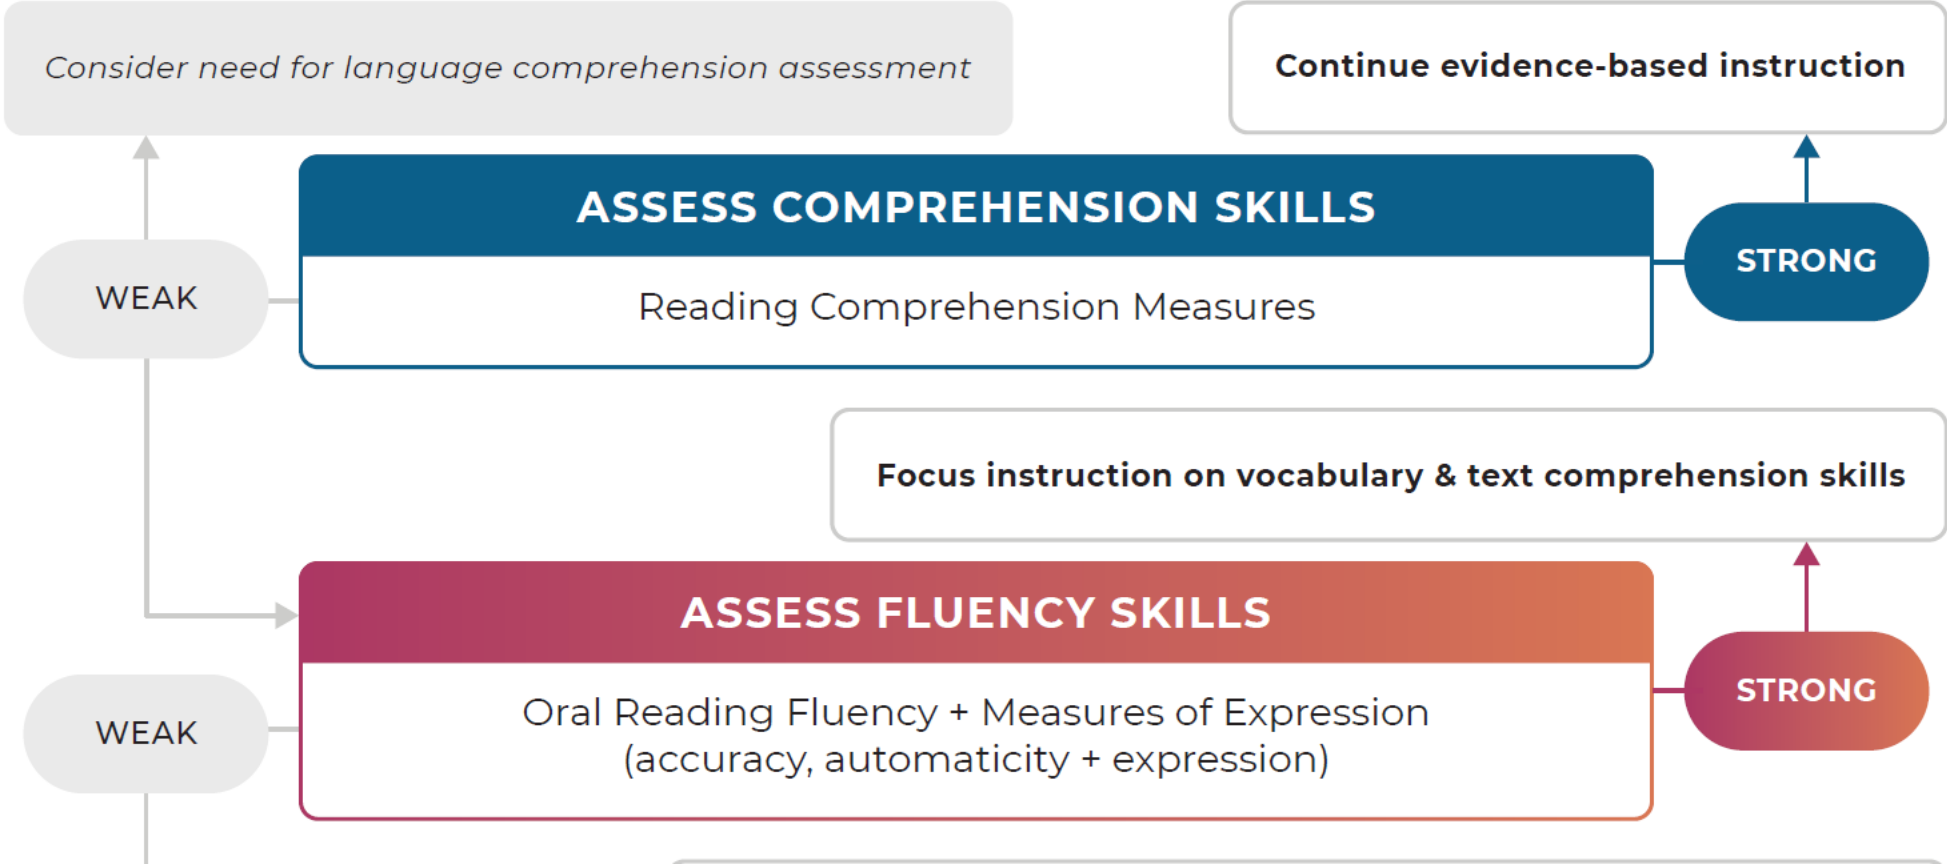 Consider need for language comprehension assessment
Continue evidence-based instruction
ASSESS COMPREHENSION SKILLS
WEAK
STRONG
Reading Comprehension Measures
Focus instruction on vocabulary & text comprehension skills
ASSESS FLUENCY SKILLS
WEAK
STRONG
Oral Reading Fluency + Measures of Expression
(accuracy, automaticity + expression)